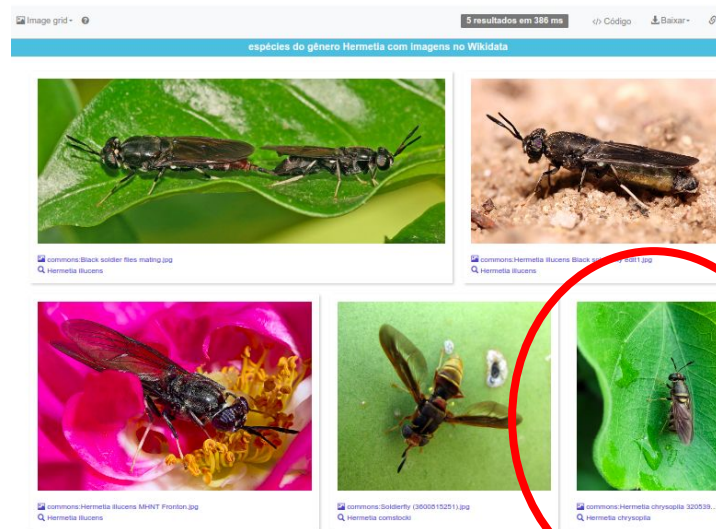 Image grid
5 resultados em 386 ms
</> Código
Baixar
espécies do gênero Hermetia com imagens no Wikidata
commons:Black soldier flies mating.jpg
Hermetia illucens
commons:Hermetia illucens Black edit1.jpg
Hermetia illucens
commons:Hermetia illucens MHNT Fronton.jpg
Hermetia illucens
commons:Soldierfly (3600815251).jpg
Hermetia comstocki
commons:Hermetia chrysopila 320539...
Hermetia chrysopila